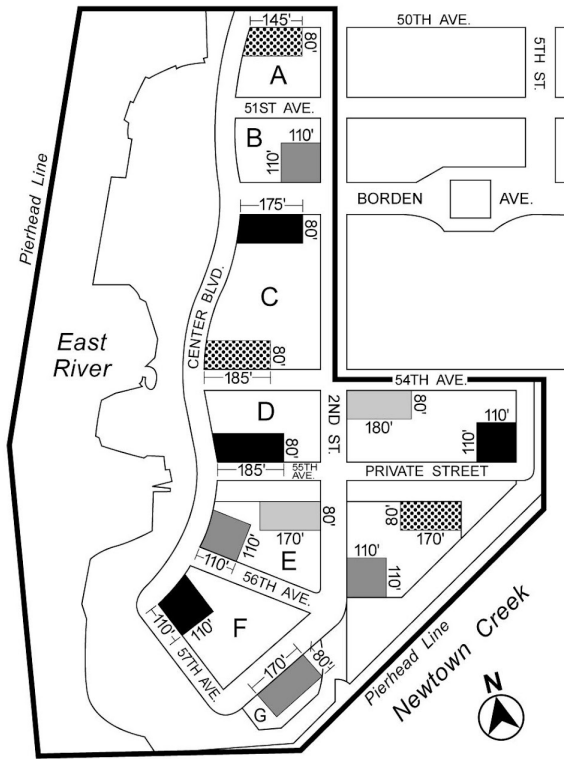 50TH AVE.
145'
80'
5TH ST.
A
51ST AVE.
B
110'
110'
Pierhead Line
BORDEN AVE.
175'
80'
CENTER BLVD.
C
East
River
80'
185'
54TH AVE.
D
2ND ST.
80'
180'
110'
110'
80'
185'
55TH
AVE.
PRIVATE STREET
80'
80'
170'
170'
110'
110'
E
110'
110'
56TH AVE.
110'
110'
F
57TH AVE.
170'
80'
G
Pierhead Line
Newtown Creek
N